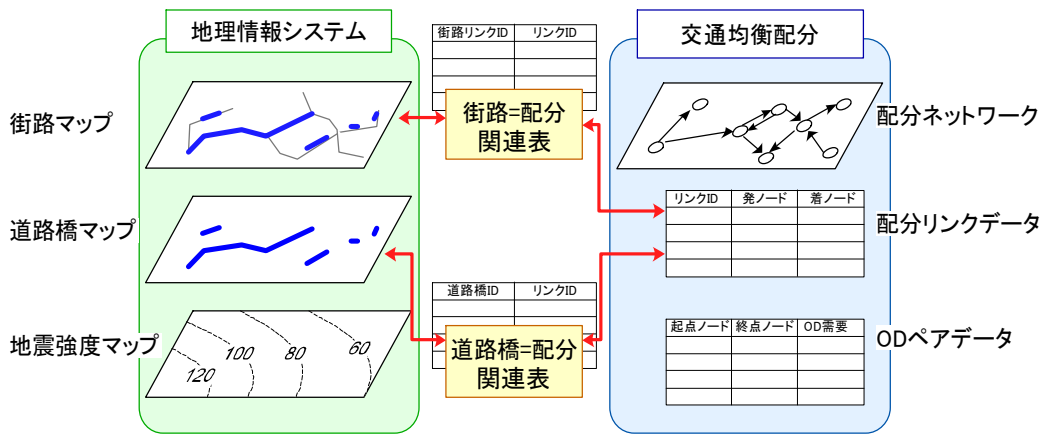 地理情報システム
街路リンクID リンクID
交通均衡配分
街路マップ
街路=配分
関連表
配分ネットワーク
道路橋マップ
リンクID 発ノード 着ノード
配分リンクデータ
道路橋ID リンクID
地震強度マップ
120
100
80
60
道路橋=配分
関連表
起点ノード 終点ノード OD需要
ODペアデータ